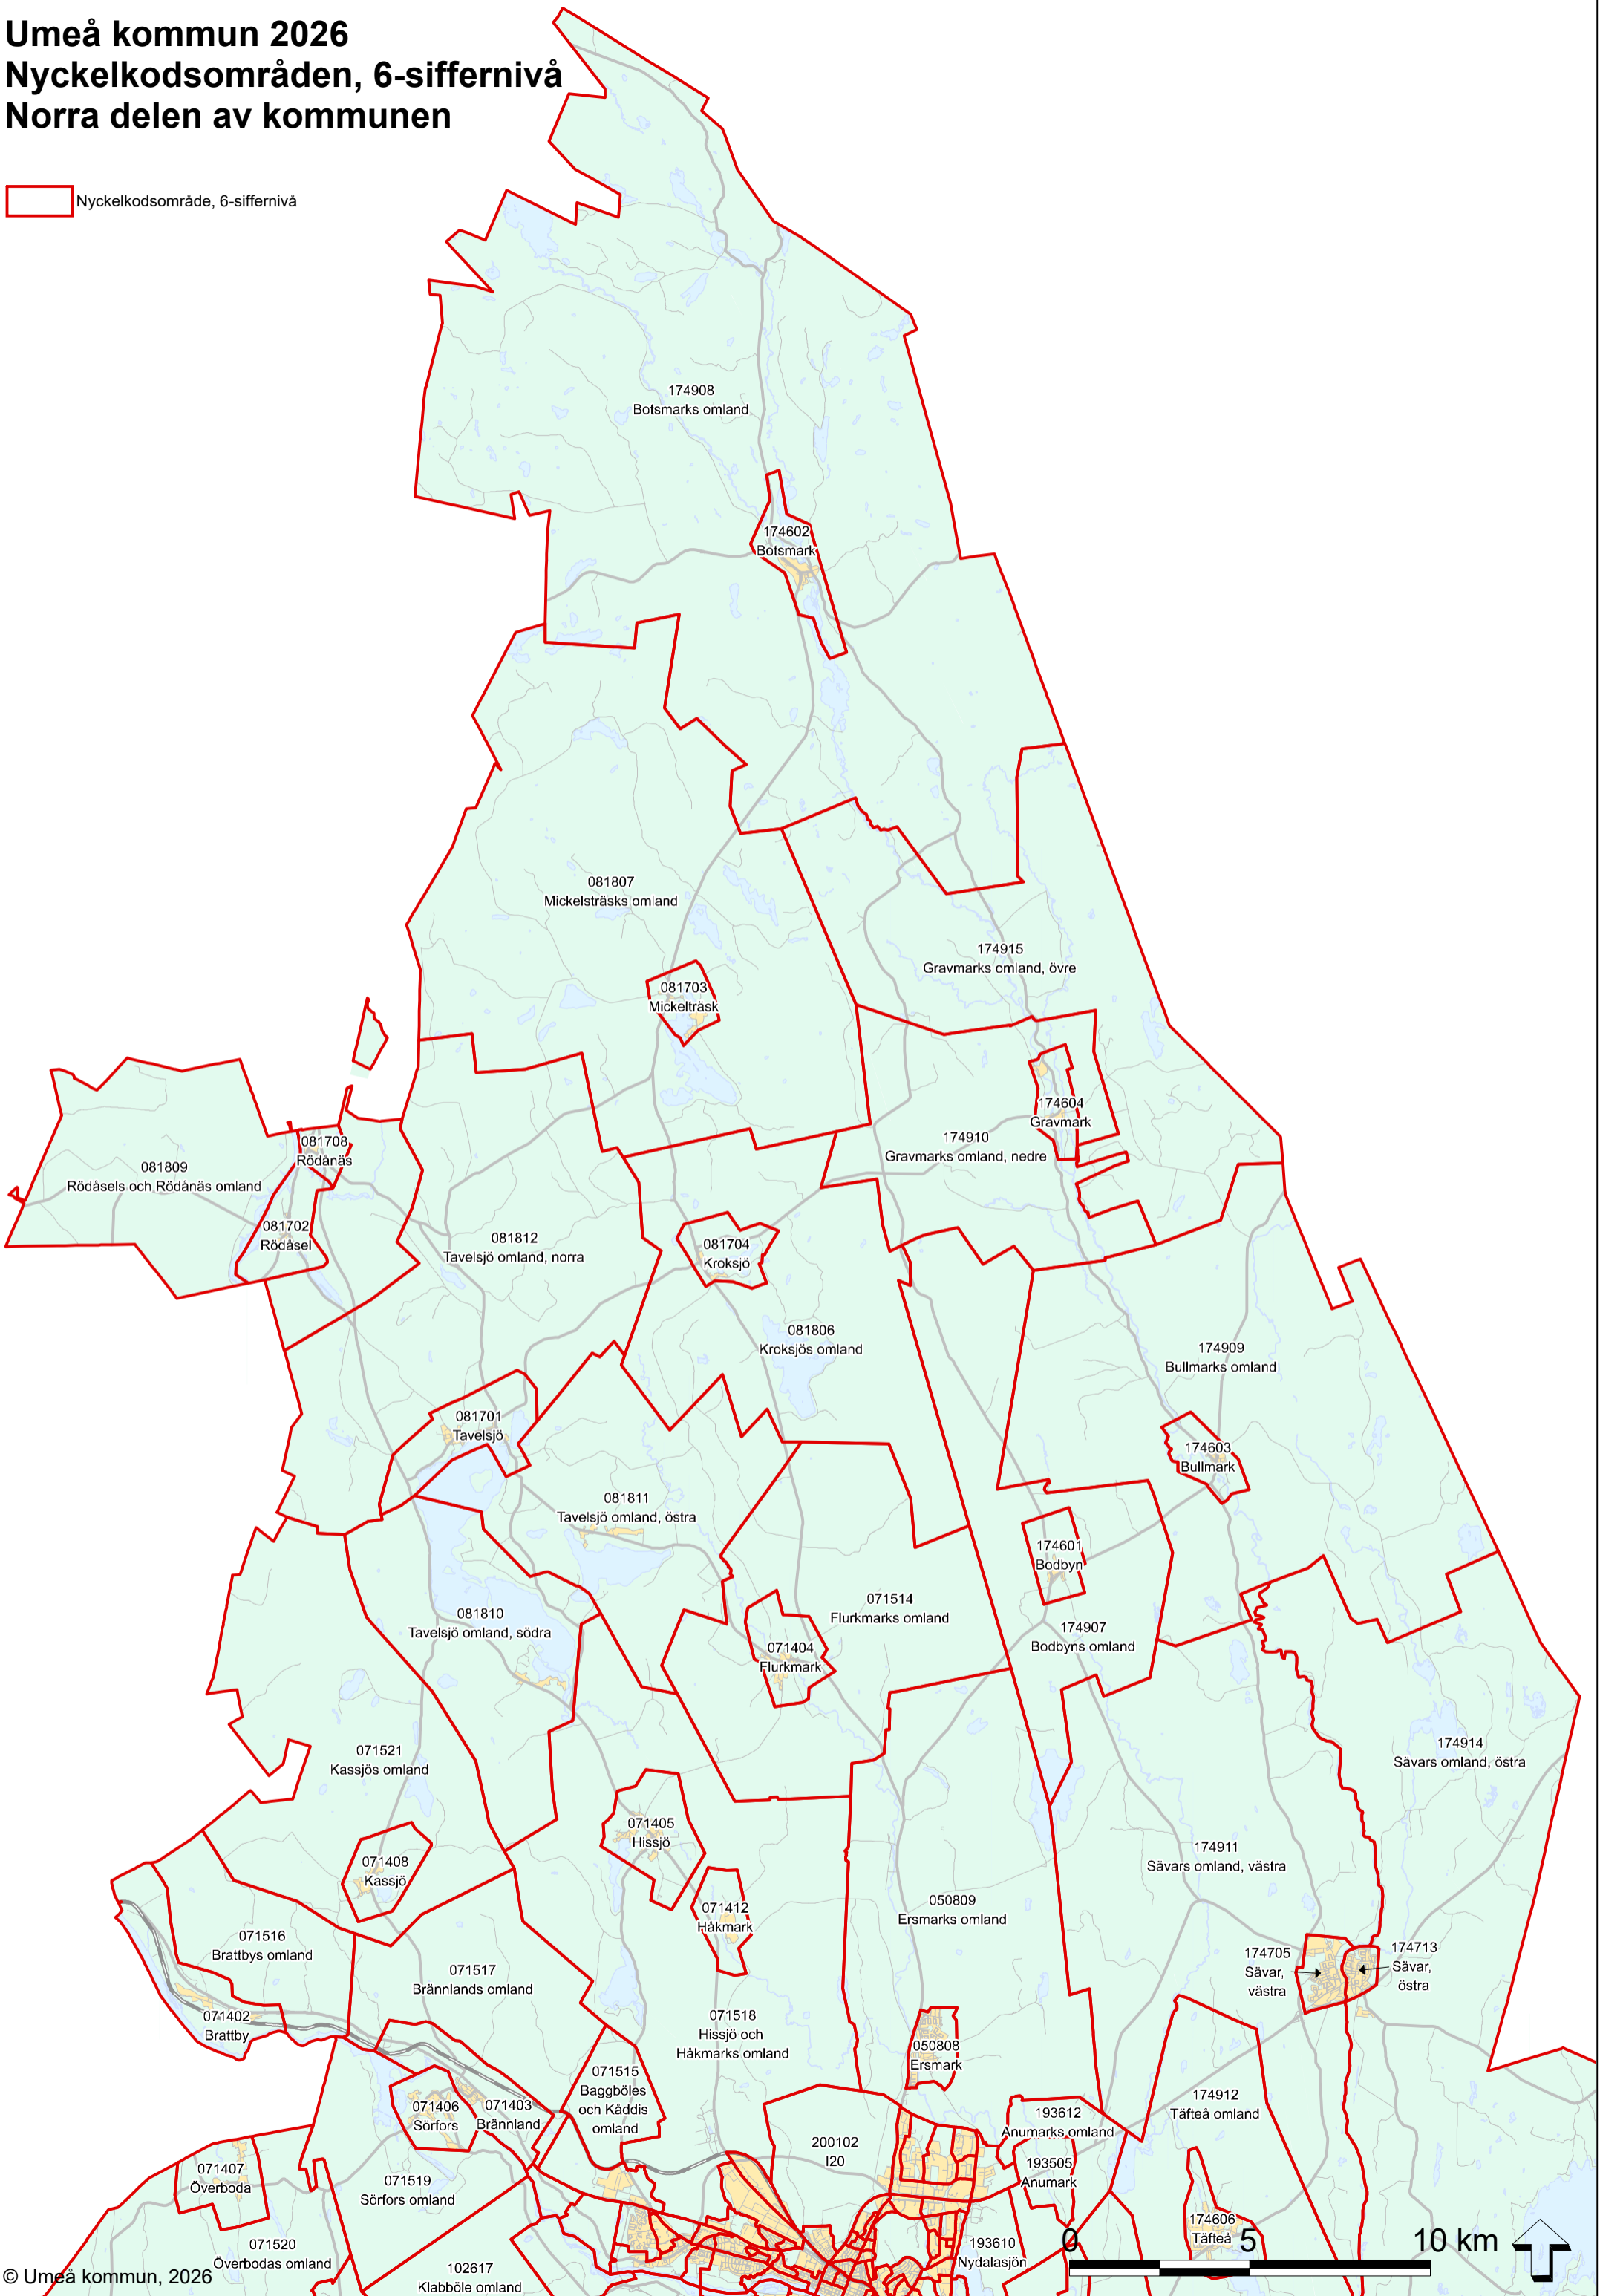 Umeå kommun 2026
Nyckelkodsområden, 6-siffernivå
Norra delen av kommunen
Nyckelkodsområde, 6-siffernivå
174908
Botsmarks omland
174602
Botsmark
081807
Mickelsträsks omland
174915
Gravmarks omland, övre
081703
Mickelträsk
174604
Gravmark
174910
Gravmarks omland, nedre
081708
Rödånäs
081809
Rödåsels och Rödånäs omland
081702
Rödåsel
081812
Tavelsjö omland, norra
081704
Kroksjö
081806
Kroksjös omland
174909
Bullmarks omland
081701
Tavelsjö
174603
Bullmark
081811
Tavelsjö omland, östra
174601
Bodbyn
071514
Flurkmarks omland
081810
Tavelsjö omland, södra
174907
Bodbyns omland
071404
Flurkmark
071521
Kassjös omland
174914
Sävars omland, östra
071405
Hissjö
174911
Sävars omland, västra
071408
Kassjö
050809
Ersmarks omland
071412
Håkmark
071516
Brattbys omland
174705
Sävar,
västra
174713
Sävar,
östra
071517
Brännlands omland
071402
Brattby
071518
Hissjö och
Håkmarks omland
050808
Ersmark
071515
Baggböles
och Kåddis
omland
174912
Täfteå omland
071406
Sörfors
071403
Brännland
193612
Anumarks omland
200102
I20
193505
Anumark
071407
Överboda
071519
Sörfors omland
174606
Täfteå
071520
Överbodas omland
193610
Nydalasjön
102617
Klabböle omland
0 5 10 km
© Umeå kommun, 2026